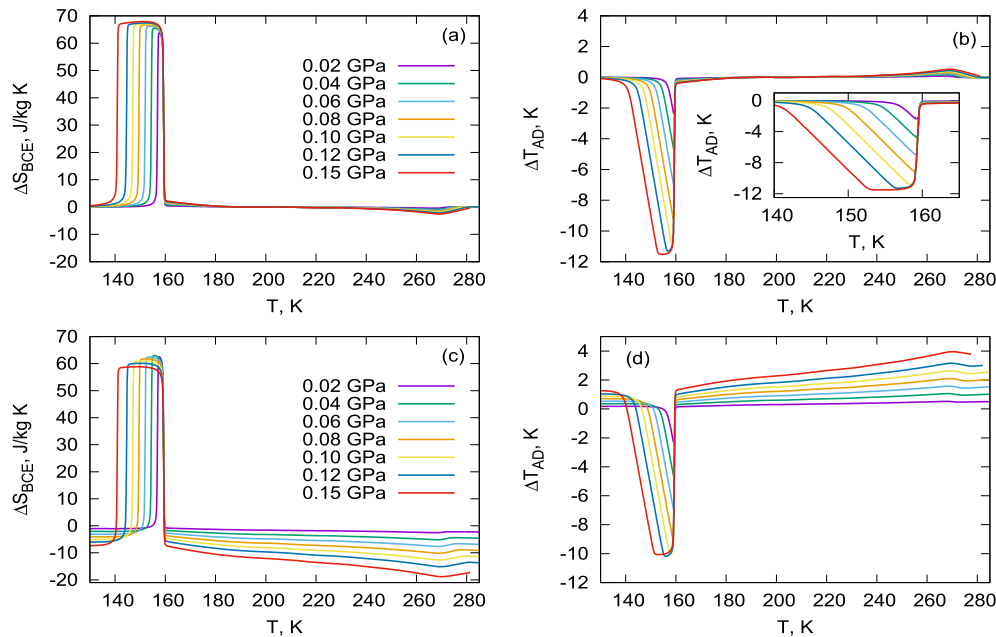 70
60
50
40
30
20
10
0
-10
-20
ΔS_BCE, J/kg K
(a)
0.02 GPa
0.04 GPa
0.06 GPa
0.08 GPa
0.10 GPa
0.12 GPa
0.15 GPa
140 160 180 200 220 240 260 280
T, K
4
2
0
-2
-4
-6
-8
-10
-12
ΔT_AD, K
(b)
0
-4
-8
-12
ΔT_AD, K
140 150 160
T, K
140 160 180 200 220 240 260 280
T, K
70
60
50
40
30
20
10
0
-10
-20
ΔS_BCE, J/kg K
(c)
0.02 GPa
0.04 GPa
0.06 GPa
0.08 GPa
0.10 GPa
0.12 GPa
0.15 GPa
140 160 180 200 220 240 260 280
T, K
4
2
0
-2
-4
-6
-8
-10
-12
ΔT_AD, K
(d)
140 160 180 200 220 240 260 280
T, K